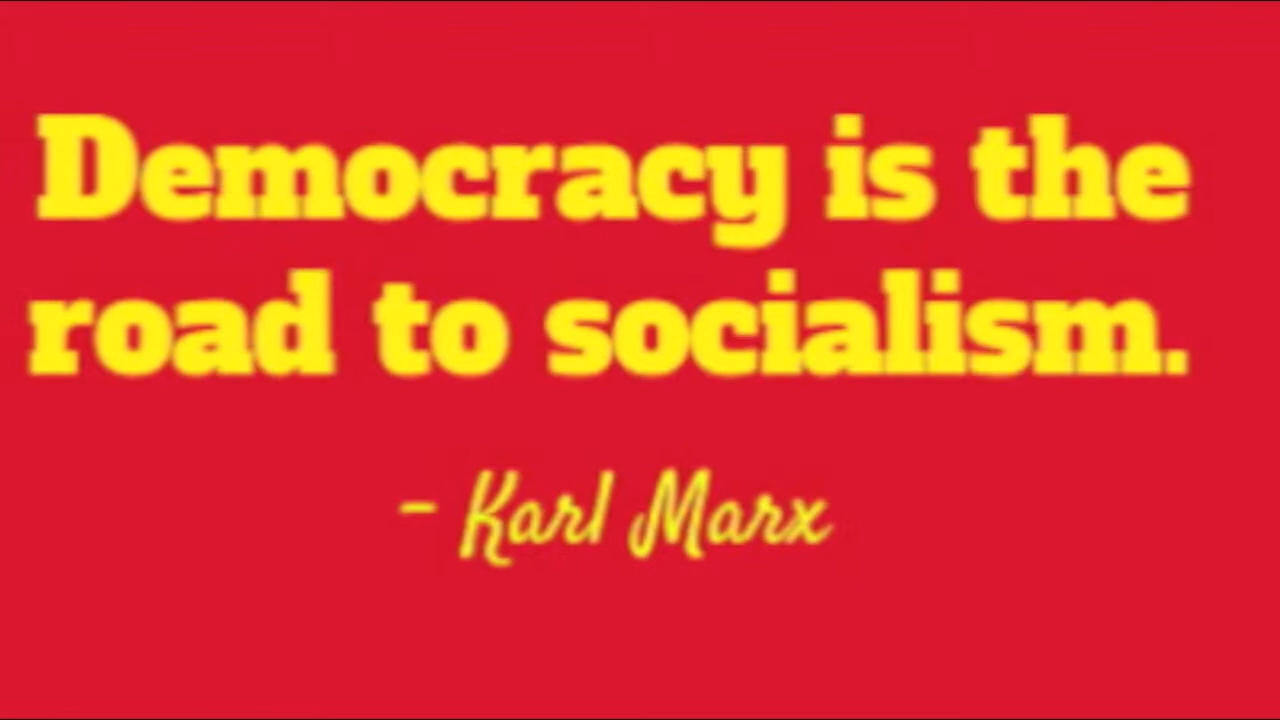 Democracy is the
road to socialism.
- Karl Marx